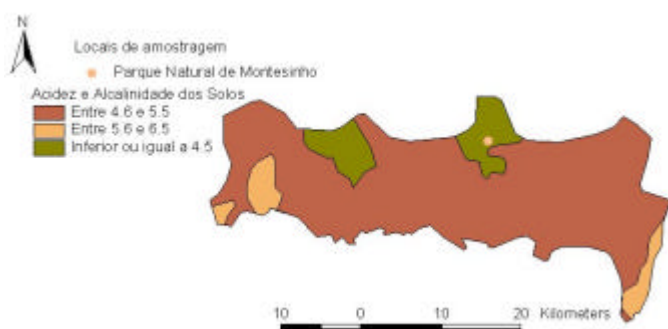 N
Locais de amostragem
Parque Natural de Montesinho
Acidez e Alcalinidade dos Solos
Entre 4.6 e 5.5
Entre 5.6 e 6.5
Inferior ou igual a 4.5
10 0 10 20 Kilometers